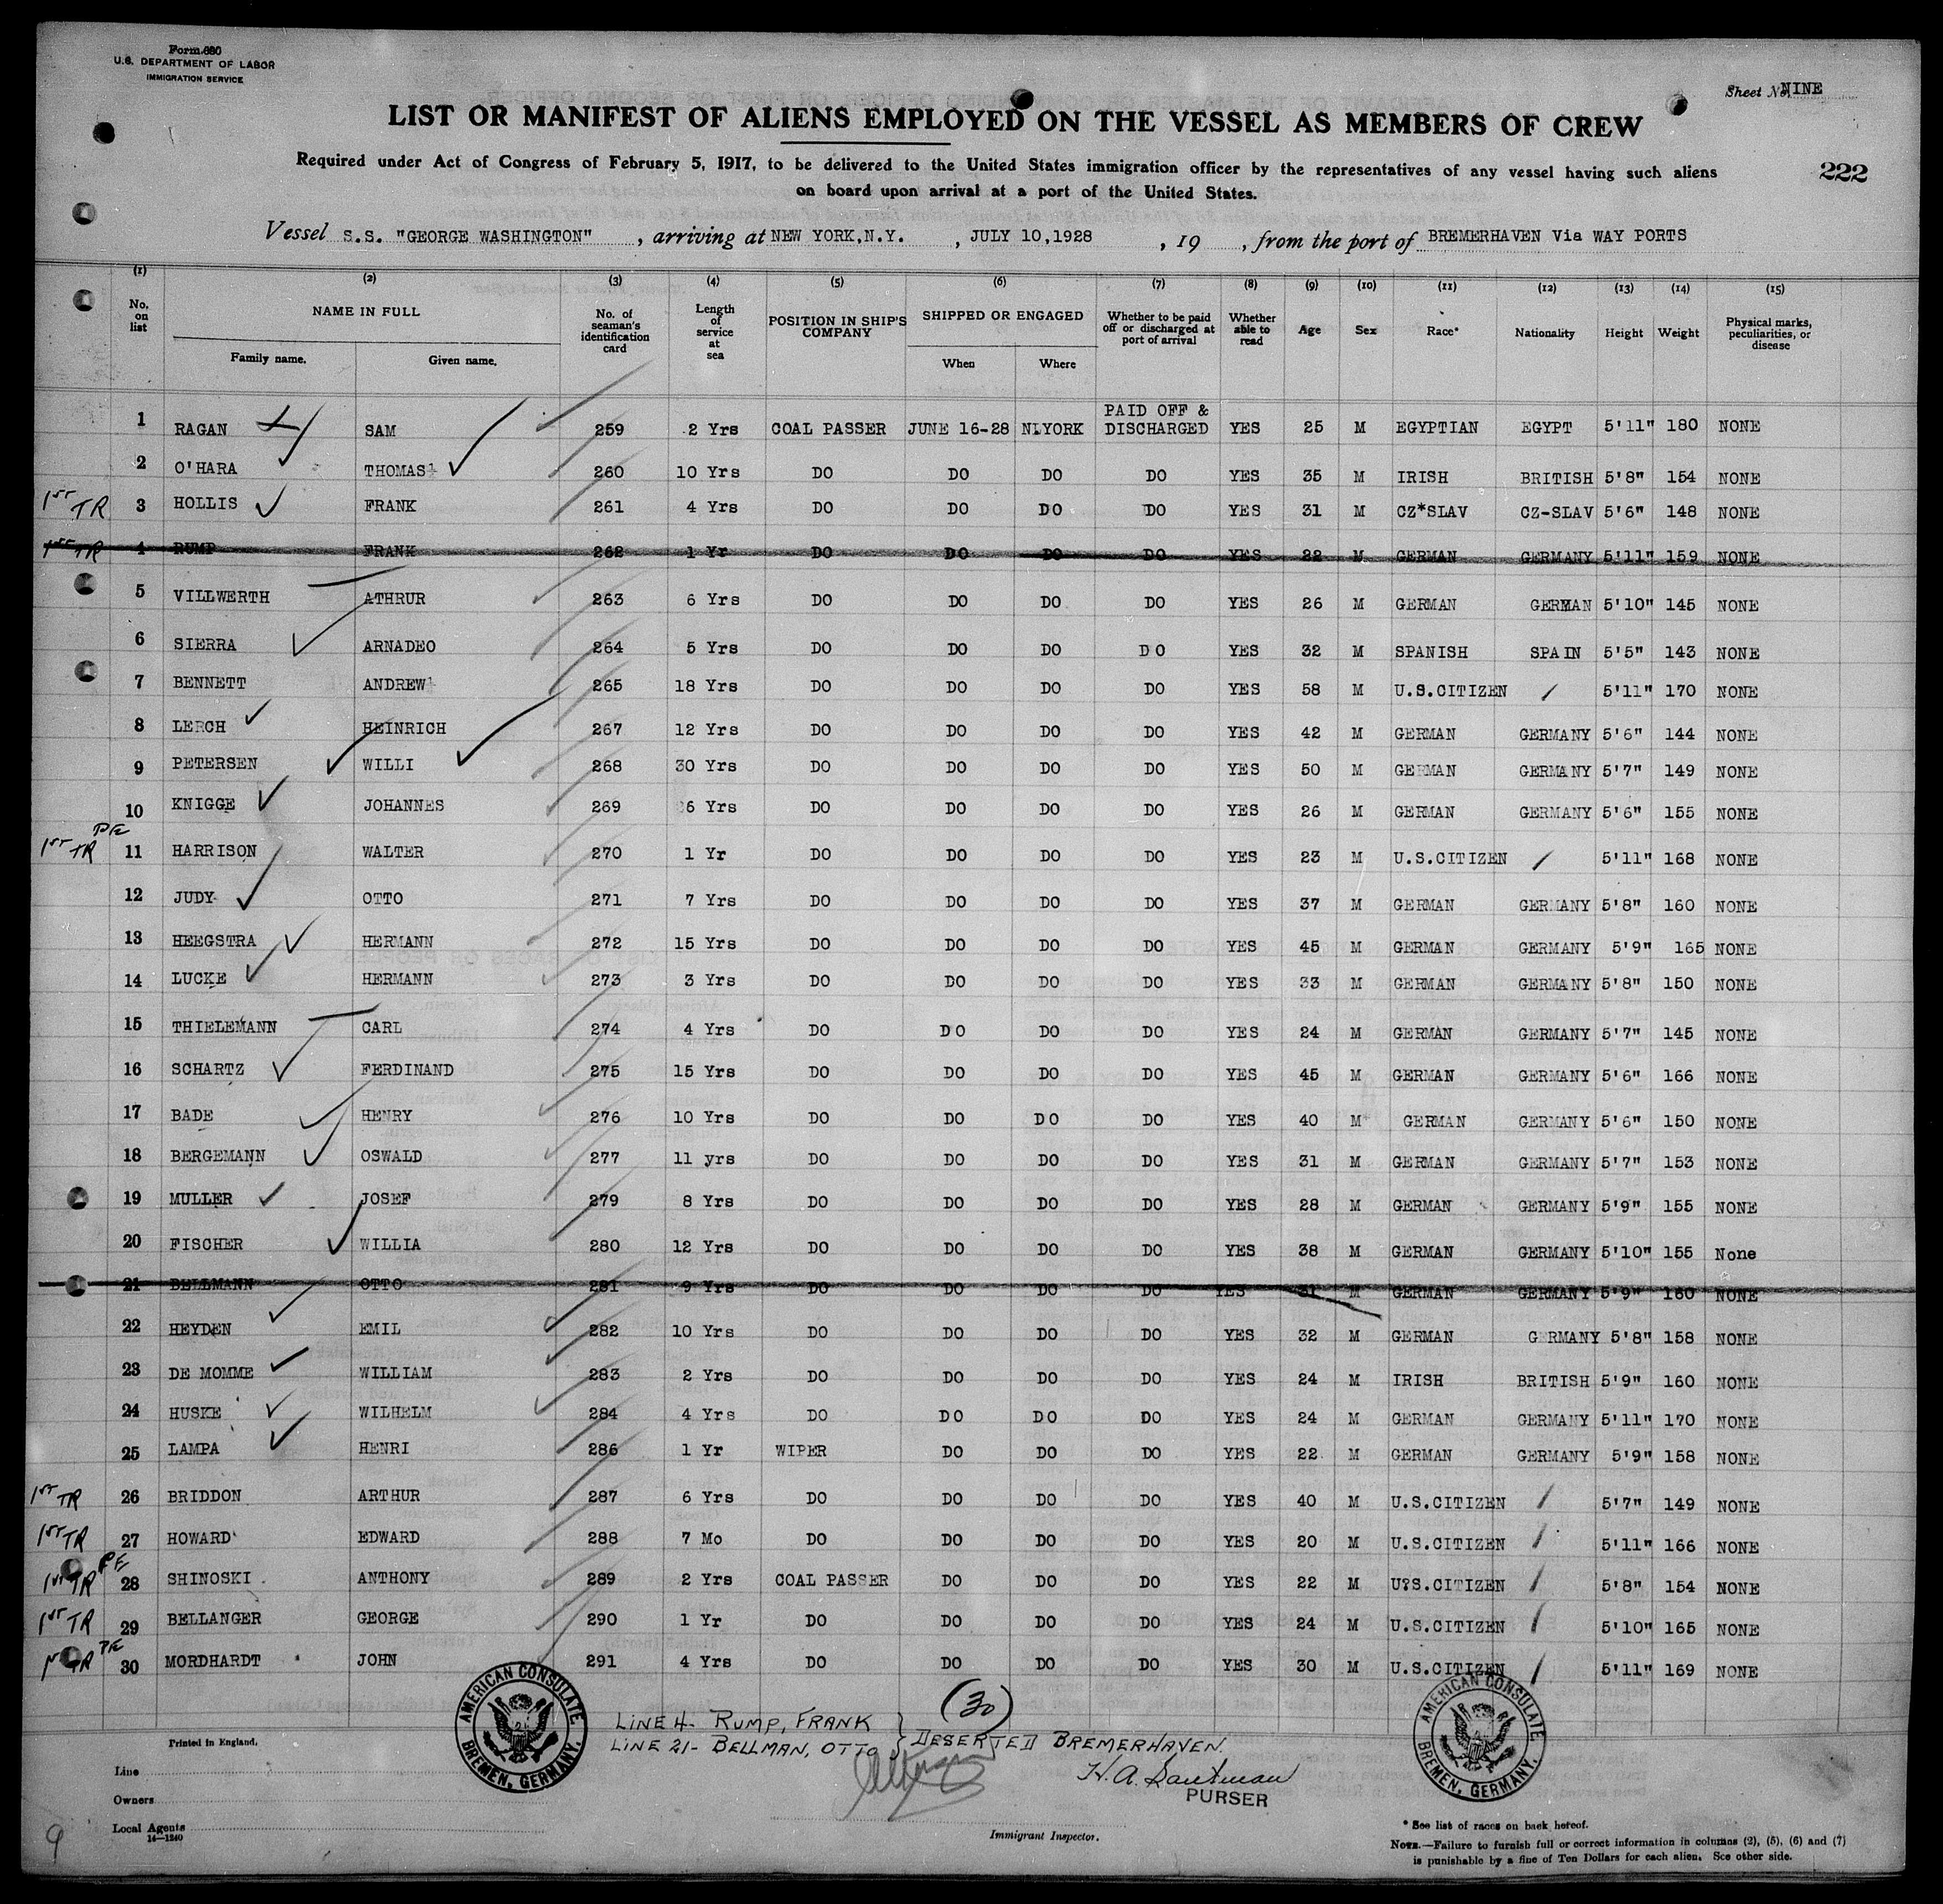 Form 680
U.S. DEPARTMENT OF LABOR
IMMIGRATION SERVICE
Sheet No. NINE
LIST OR MANIFEST OF ALIENS EMPLOYED ON THE VESSEL AS MEMBERS OF CREW
Required under Act of Congress of February 5, 1917, to be delivered to the United States immigration officer by the representatives of any vessel having such aliens
on board upon arrival at a port of the United States.
222
Vessel S.S. "GEORGE WASHINGTON" , arriving at NEW YORK,N.Y. , JULY 10,1928 , 19 , from the port of BREMERHAVEN Via WAY PORTS
(1) (2) (3) (4) (5) (6) (7) (8) (9) (10) (11) (12) (13) (14) (15)
No. on list NAME IN FULL Family name. Given name. No. of seaman's identification card Length of service at sea POSITION IN SHIP'S COMPANY SHIPPED OR ENGAGED When Where Whether to be paid off or discharged at port of arrival Whether able to read Age Sex Race* Nationality Height Weight Physical marks, peculiarities, or disease
1 RAGAN SAM 259 2 Yrs COAL PASSER JUNE 16-28 N.YORK PAID OFF & DISCHARGED YES 25 M EGYPTIAN EGYPT 5'11" 180 NONE
2 O'HARA THOMAS 260 10 Yrs DO DO DO DO YES 35 M IRISH BRITISH 5'8" 154 NONE
1ST TR 3 HOLLIS FRANK 261 4 Yrs DO DO DO DO YES 31 M CZ*SLAV CZ-SLAV 5'6" 148 NONE
1ST TR 4 RUMP FRANK 262 1 Yr DO DO DO DO YES 22 M GERMAN GERMANY 5'11" 159 NONE
5 VILLWERTH ATHRUR 263 6 Yrs DO DO DO DO YES 26 M GERMAN GERMAN 5'10" 145 NONE
6 SIERRA ARNADEO 264 5 Yrs DO DO DO DO YES 32 M SPANISH SPAIN 5'5" 143 NONE
7 BENNETT ANDREW 265 18 Yrs DO DO DO DO YES 58 M U.S.CITIZEN 5'11" 170 NONE
8 LERCH HEINRICH 267 12 Yrs DO DO DO DO YES 42 M GERMAN GERMANY 5'6" 144 NONE
9 PETERSEN WILLI 268 30 Yrs DO DO DO DO YES 50 M GERMAN GERMANY 5'7" 149 NONE
10 KNIGGE JOHANNES 269 6 Yrs DO DO DO DO YES 26 M GERMAN GERMANY 5'6" 155 NONE
1ST TR PE 11 HARRISON WALTER 270 1 Yr DO DO DO DO YES 23 M U.S.CITIZEN 5'11" 168 NONE
12 JUDY OTTO 271 7 Yrs DO DO DO DO YES 37 M GERMAN GERMANY 5'8" 160 NONE
13 HEEGSTRA HERMANN 272 15 Yrs DO DO DO DO YES 45 M GERMAN GERMANY 5'9" 165 NONE
14 LUCKE HERMANN 273 3 Yrs DO DO DO DO YES 33 M GERMAN GERMANY 5'8" 150 NONE
15 THIELEMANN CARL 274 4 Yrs DO DO DO DO YES 24 M GERMAN GERMANY 5'7" 145 NONE
16 SCHARTZ FERDINAND 275 15 Yrs DO DO DO DO YES 45 M GERMAN GERMANY 5'6" 166 NONE
17 BADE HENRY 276 10 Yrs DO DO DO DO YES 40 M GERMAN GERMANY 5'6" 150 NONE
18 BERGEMANN OSWALD 277 11 yrs DO DO DO DO YES 31 M GERMAN GERMANY 5'7" 153 NONE
19 MULLER JOSEF 279 8 Yrs DO DO DO DO YES 28 M GERMAN GERMANY 5'9" 155 NONE
20 FISCHER WILLIA 280 12 Yrs DO DO DO DO YES 38 M GERMAN GERMANY 5'10" 155 None
21 BELLMANN OTTO 281 9 Yrs DO DO DO DO YES 31 M GERMAN GERMANY 5'9" 160 NONE
22 HEYDEN EMIL 282 10 Yrs DO DO DO DO YES 32 M GERMAN GERMANY 5'8" 158 NONE
23 DE MOMME WILLIAM 283 2 Yrs DO DO DO DO YES 24 M IRISH BRITISH 5'9" 160 NONE
24 HUSKE WILHELM 284 4 Yrs DO DO DO DO YES 24 M GERMAN GERMANY 5'11" 170 NONE
25 LAMPA HENRI 286 1 Yr WIPER DO DO DO YES 22 M GERMAN GERMANY 5'9" 158 NONE
1ST TR 26 BRIDDON ARTHUR 287 6 Yrs DO DO DO DO YES 40 M U.S.CITIZEN 5'7" 149 NONE
1ST TR 27 HOWARD EDWARD 288 7 Mo DO DO DO DO YES 20 M U.S.CITIZEN 5'11" 166 NONE
1ST TR PE 28 SHINOSKI ANTHONY 289 2 Yrs COAL PASSER DO DO DO YES 22 M U?S.CITIZEN 5'8" 154 NONE
1ST TR 29 BELLANGER GEORGE 290 1 Yr DO DO DO DO YES 24 M U.S.CITIZEN 5'10" 165 NONE
1ST TR PE 30 MORDHARDT JOHN 291 4 Yrs DO DO DO DO YES 30 M U.S.CITIZEN 5'11" 169 NONE
AMERICAN CONSULATE BREMEN, GERMANY.
(30)
LINE 4- RUMP, FRANK
LINE 21- BELLMAN, OTTO } DESERTED BREMERHAVEN.
AMERICAN CONSULATE BREMEN, GERMANY.
Printed in England.
Line
Owners
Local Agents
14—1240
9
H. A.
PURSER
Immigrant Inspector.
* See list of races on back hereof.
NOTE.—Failure to furnish full or correct information in columns (2), (5), (6) and (7)
is punishable by a fine of Ten Dollars for each alien. See other side.